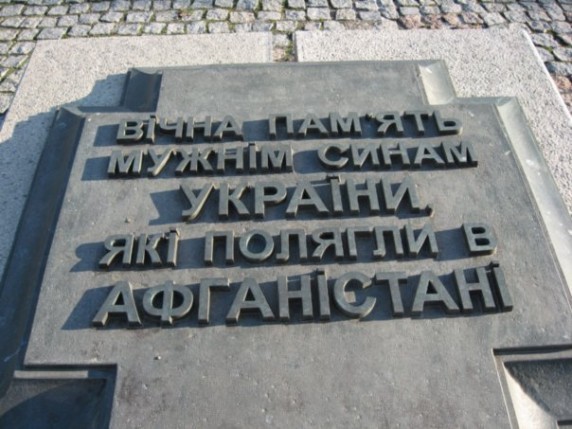 ВІЧНА ПАМ'ЯТЬ
МУЖНІМ СИНАМ
УКРАЇНИ,
ЯКІ ПОЛЯГЛИ В
АФГАНІСТАНІ